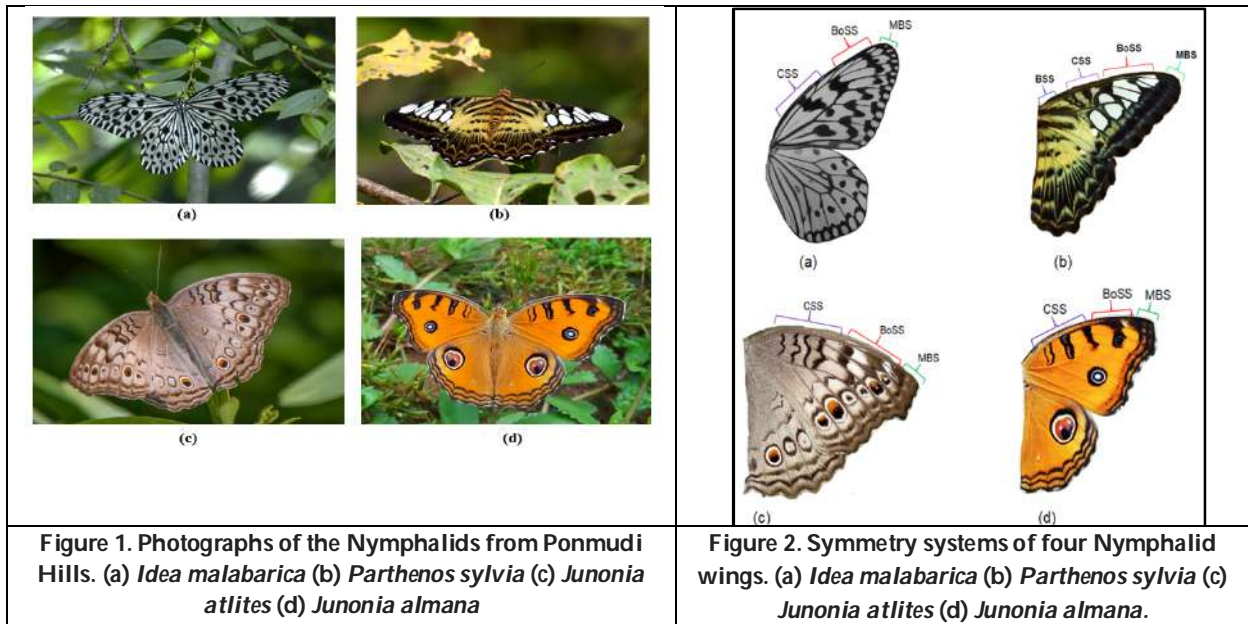 (a)
(b)
(c)
(d)
Figure 1. Photographs of the Nymphalids from Ponmudi
Hills. (a) Idea malabarica (b) Parthenos sylvia (c) Junonia
atlites (d) Junonia almana
CSS
BoSS
MBS
(a)
BSS
CSS
BoSS
MBS
(b)
CSS
BoSS
MBS
(c)
CSS
BoSS
MBS
(d)
Figure 2. Symmetry systems of four Nymphalid
wings. (a) Idea malabarica (b) Parthenos sylvia (c)
Junonia atlites (d) Junonia almana.